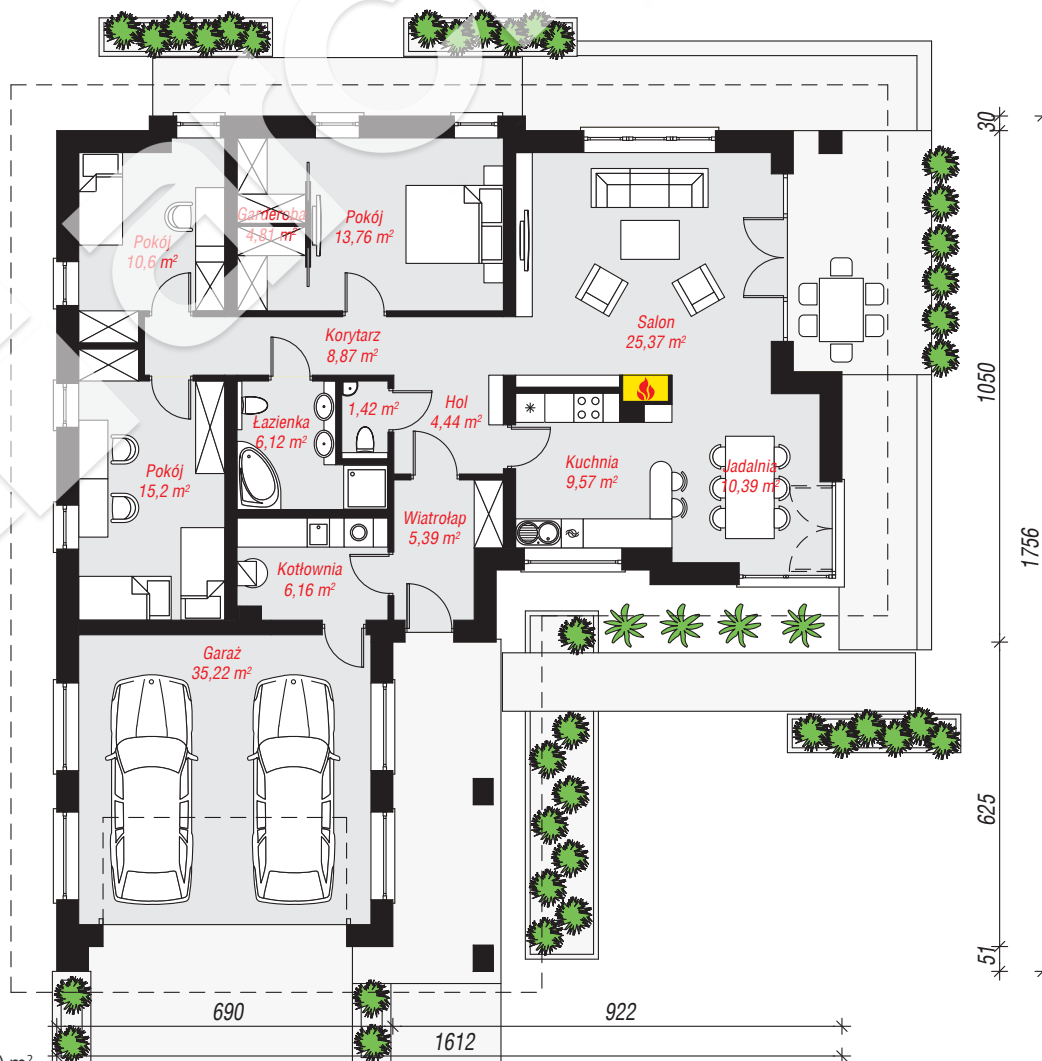 Pokój
10,6 m²
Garderoba
4,81 m²
Pokój
13,76 m²
Salon
25,37 m²
Korytarz
8,87 m²
Hol
4,44 m²
1,42 m²
Łazienka
6,12 m²
Pokój
15,2 m²
Kuchnia
9,57 m²
Jadalnia
10,39 m²
Wiatrołap
5,39 m²
Kotłownia
6,16 m²
Garaż
35,22 m²
30
1050
1756
625
51
690
922
1612
m²